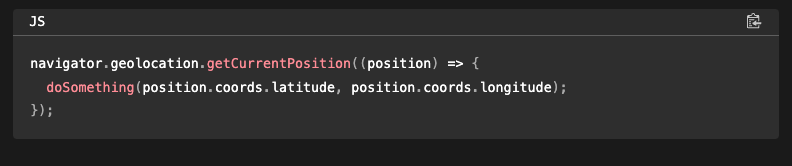 JS
navigator.geolocation.getCurrentPosition((position) => {
  doSomething(position.coords.latitude, position.coords.longitude);
});